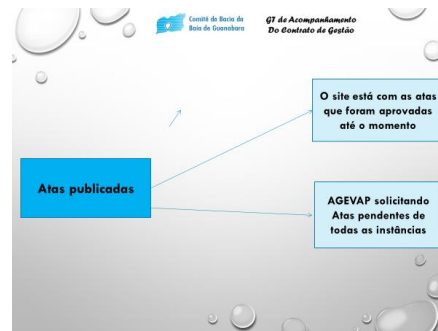 Comitê da Bacia da
Baía de Guanabara
GT de Acompanhamento
Do Contrato de Gestão
O site está com as atas
que foram aprovadas
até o momento
Atas publicadas
AGEVAP solicitando
Atas pendentes de
todas as instâncias